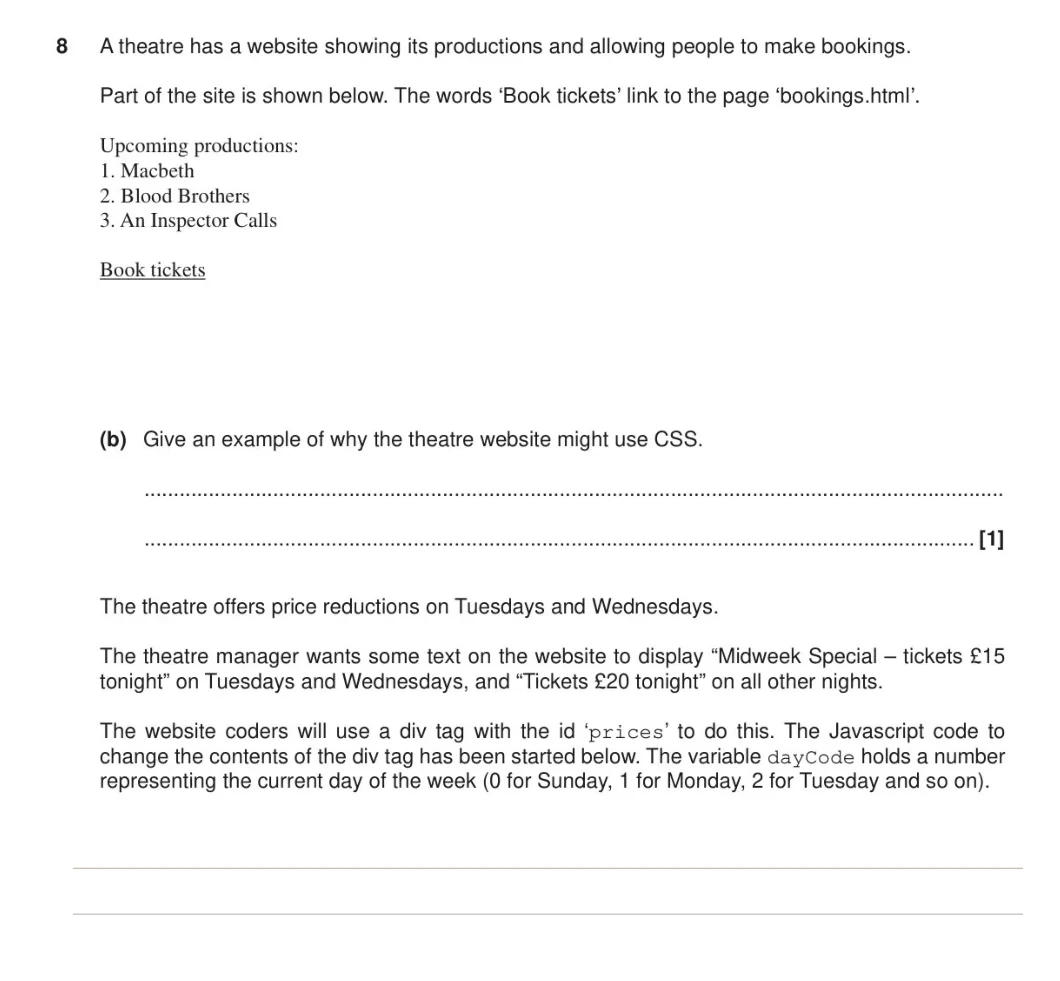 8 A theatre has a website showing its productions and allowing people to make bookings.
Part of the site is shown below. The words ‘Book tickets’ link to the page ‘bookings.html’.
Upcoming productions:
1. Macbeth
2. Blood Brothers
3. An Inspector Calls
Book tickets
(b) Give an example of why the theatre website might use CSS.
[1]
The theatre offers price reductions on Tuesdays and Wednesdays.
The theatre manager wants some text on the website to display “Midweek Special – tickets £15
tonight” on Tuesdays and Wednesdays, and “Tickets £20 tonight” on all other nights.
The website coders will use a div tag with the id ‘prices’ to do this. The Javascript code to
change the contents of the div tag has been started below. The variable dayCode holds a number
representing the current day of the week (0 for Sunday, 1 for Monday, 2 for Tuesday and so on).